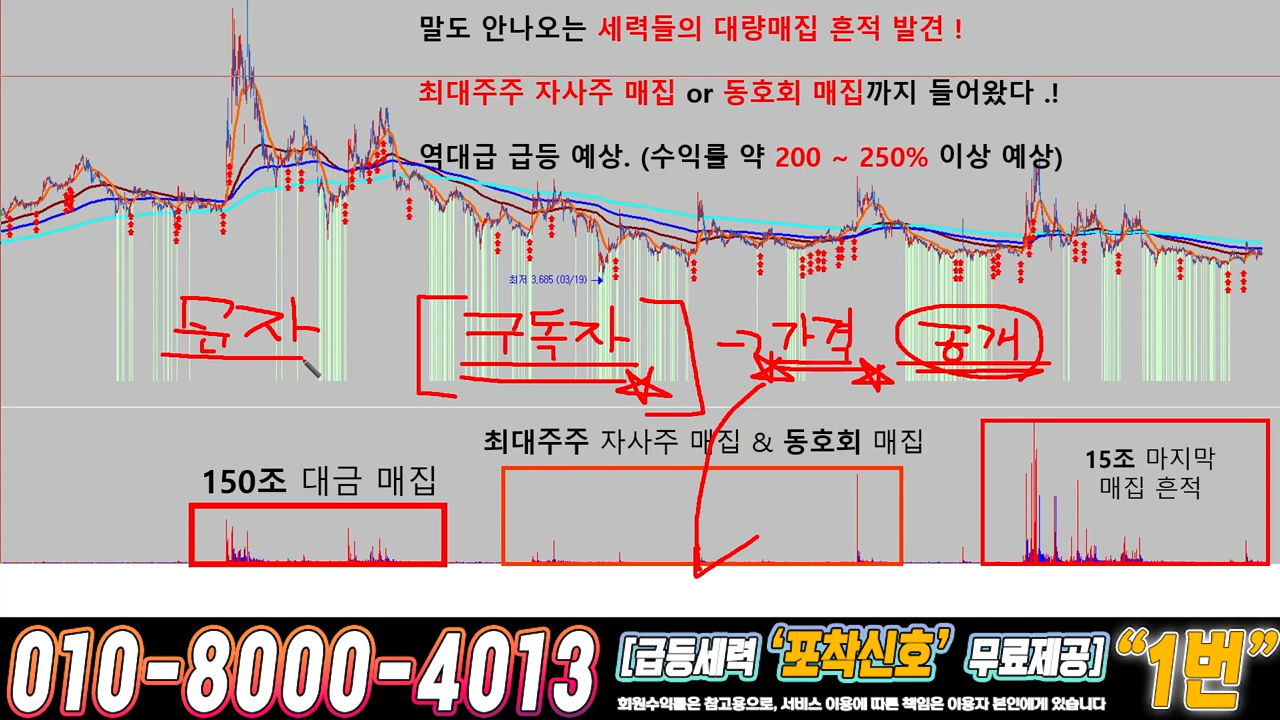 말도 안나오는 세력들의 대량매집 흔적 발견 !
최대주주 자사주 매집 or 동호회 매집까지 들어왔다 .!
역대급 급등 예상. (수익률 약 200 ~ 250% 이상 예상)
최저 3,685 (03/19)
문자 [구독자] 가격 공개
최대주주 자사주 매집 & 동호회 매집
150조 대금 매집
15조 마지막
매집 흔적
010-8000-4013
[급등세력 '포착신호' 무료제공] "1번"
회원수익률은 참고용으로, 서비스 이용에 따른 책임은 이용자 본인에게 있습니다